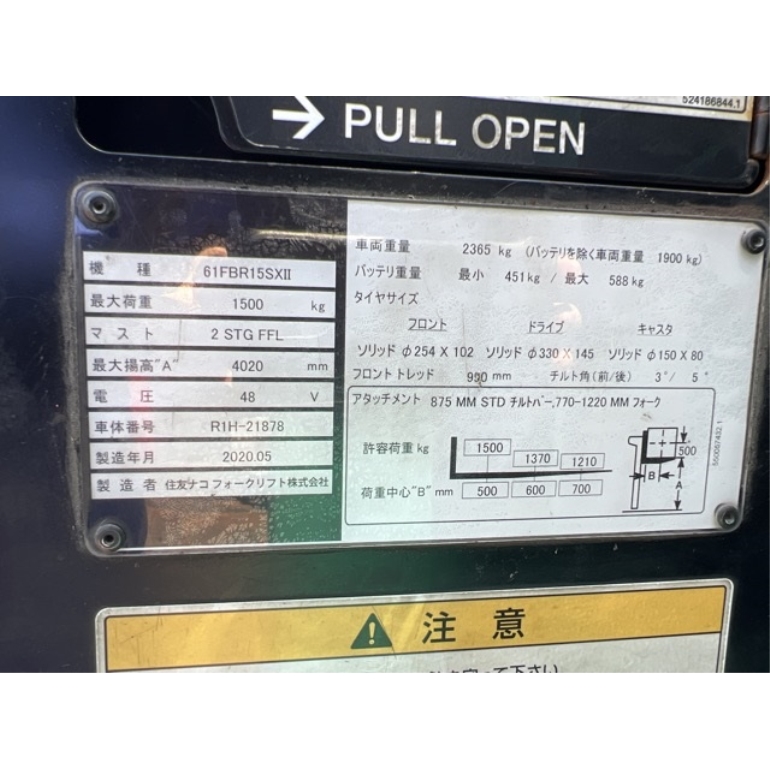 524186844.1
→ PULL OPEN
機 種 61FBR15SXII
最大荷重 1500 kg
マスト 2 STG FFL
最大揚高"A" 4020 mm
電 圧 48 V
車体番号 R1H-21878
製造年月 2020.05
製造者 住友ナコ フォークリフト株式会社
車両重量 2365 kg (バッテリを除く車両重量 1900 kg)
バッテリ重量 最小 451 kg / 最大 588 kg
タイヤサイズ
フロント ドライブ キャスタ
ソリッド φ254 X 102 ソリッド φ330 X 145 ソリッド φ150 X 80
フロントトレッド 990 mm チルト角(前/後) 3°/ 5°
アタッチメント 875 MM STD チルトバー,770-1220 MM フォーク
許容荷重 kg 1500 1370 1210
荷重中心"B" mm 500 600 700
500
B
A
550067432.1
注 意